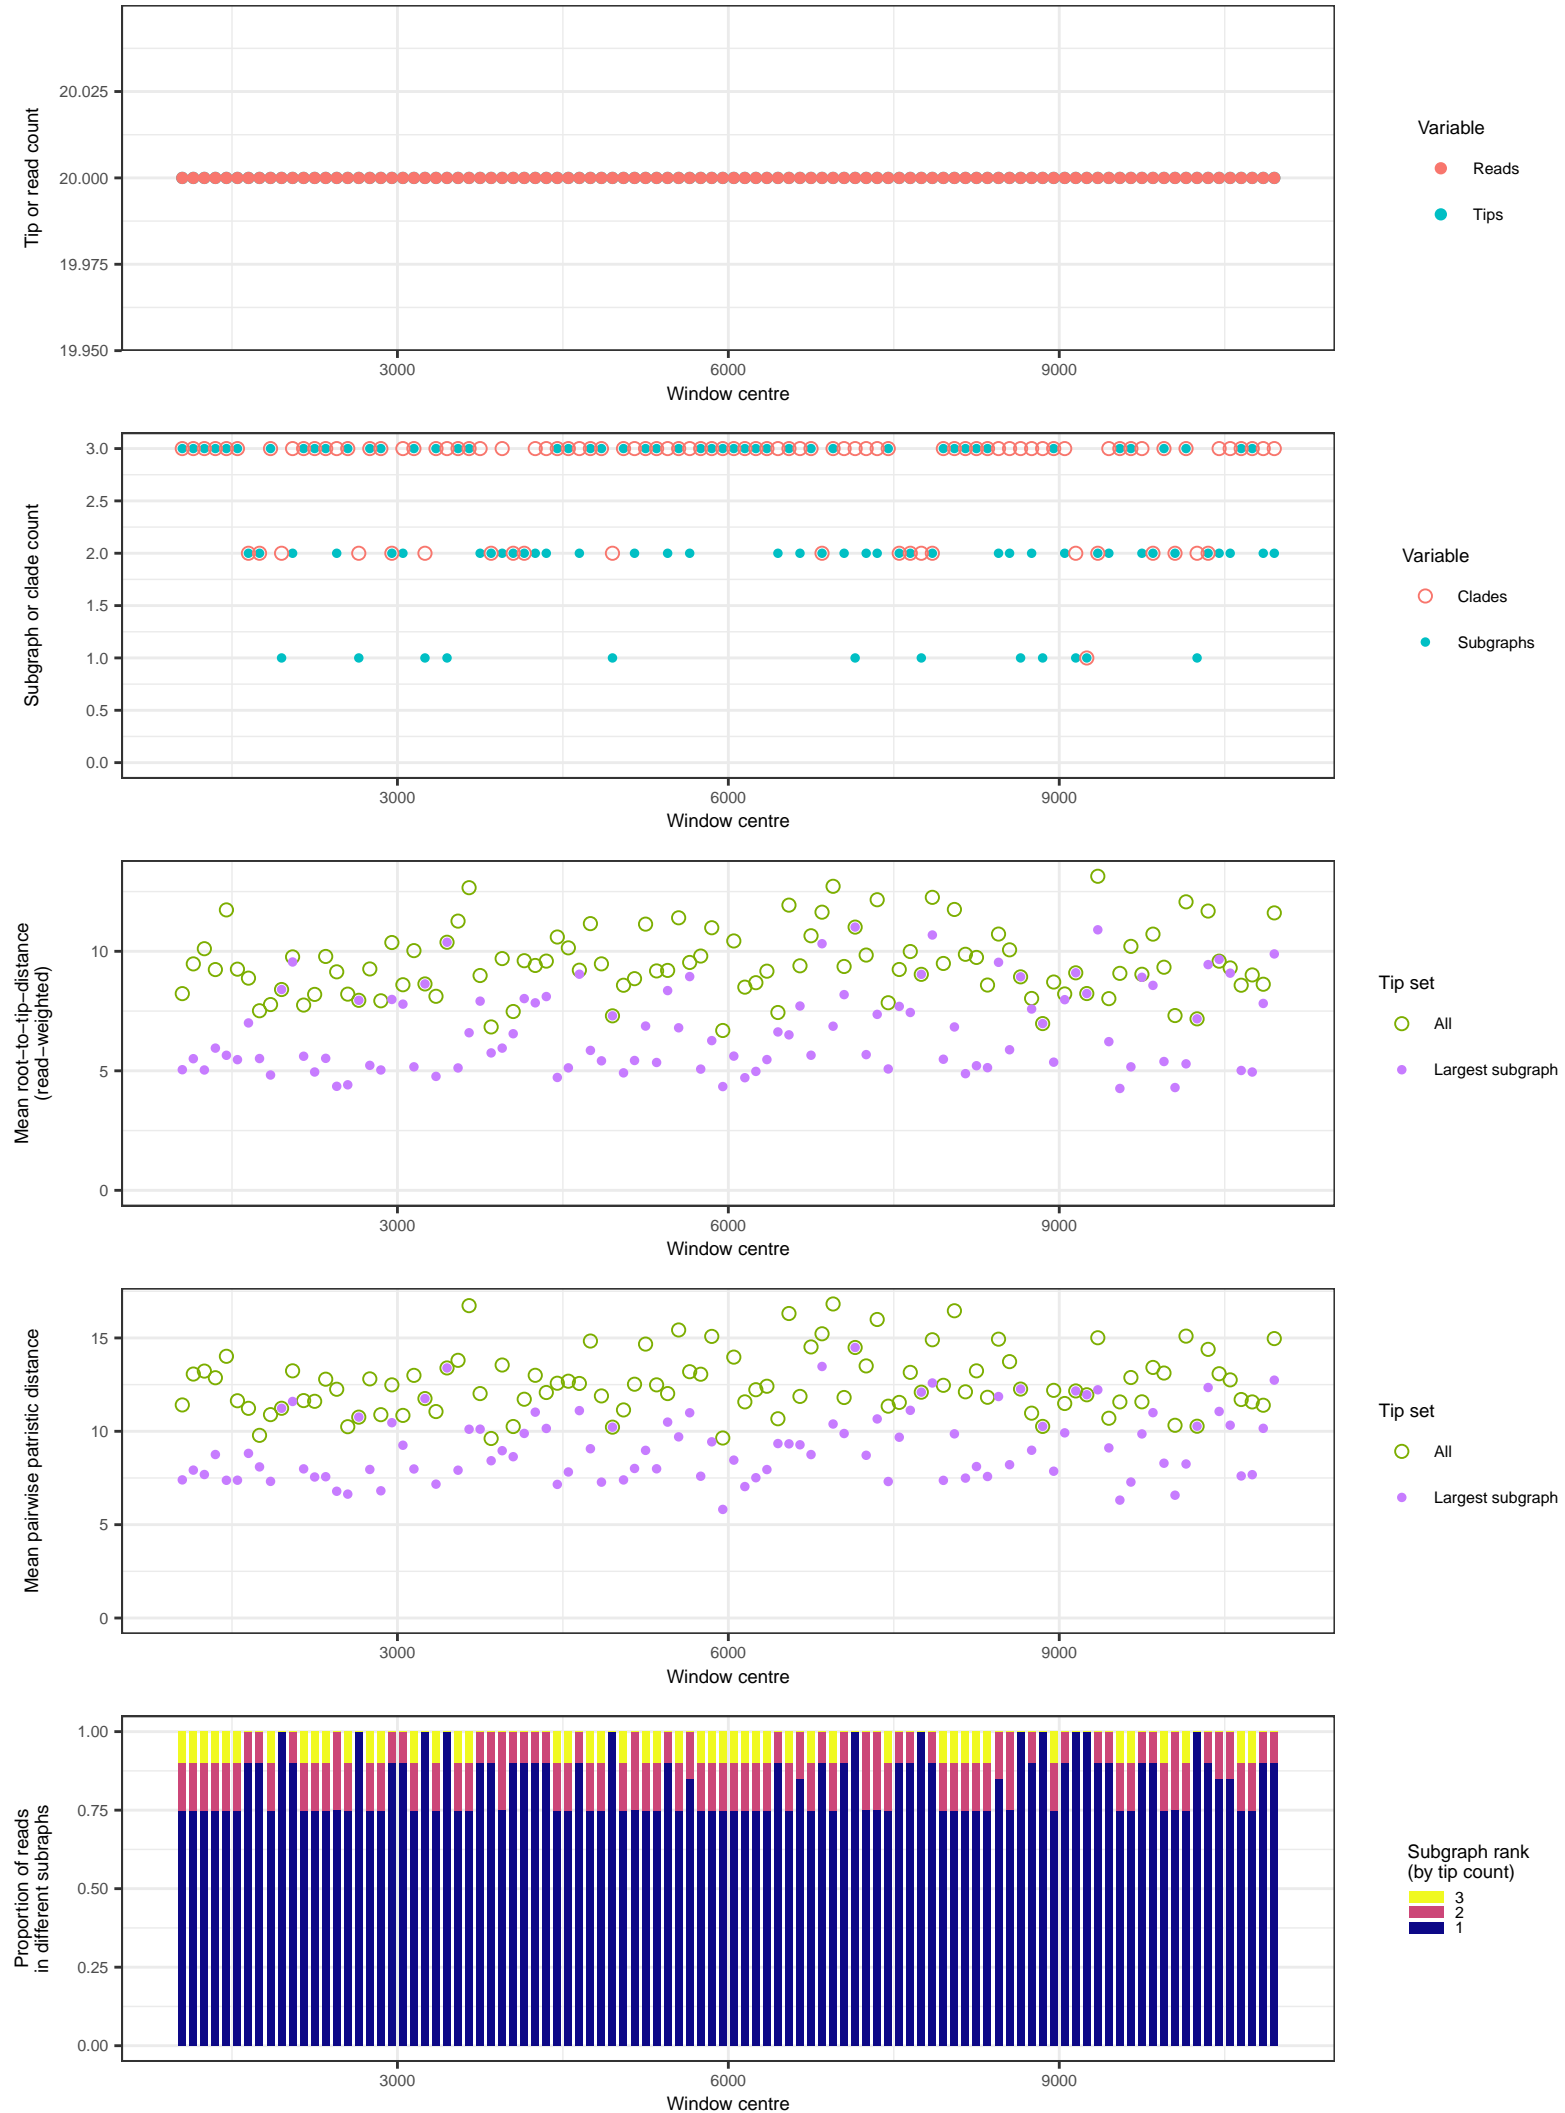 20.025
20.000
19.975
19.950
Tip or read count
3000
6000
9000
Window centre
Variable
Reads
Tips
3.0
2.5
2.0
1.5
1.0
0.5
0.0
Subgraph or clade count
3000
6000
9000
Window centre
Variable
Clades
Subgraphs
10
5
0
Mean root−to−tip−distance
(read−weighted)
3000
6000
9000
Window centre
Tip set
All
Largest subgraph
15
10
5
0
Mean pairwise patristic distance
3000
6000
9000
Window centre
Tip set
All
Largest subgraph
1.00
0.75
0.50
0.25
0.00
Proportion of reads
in different subraphs
3000
6000
9000
Window centre
Subgraph rank
(by tip count)
3
2
1